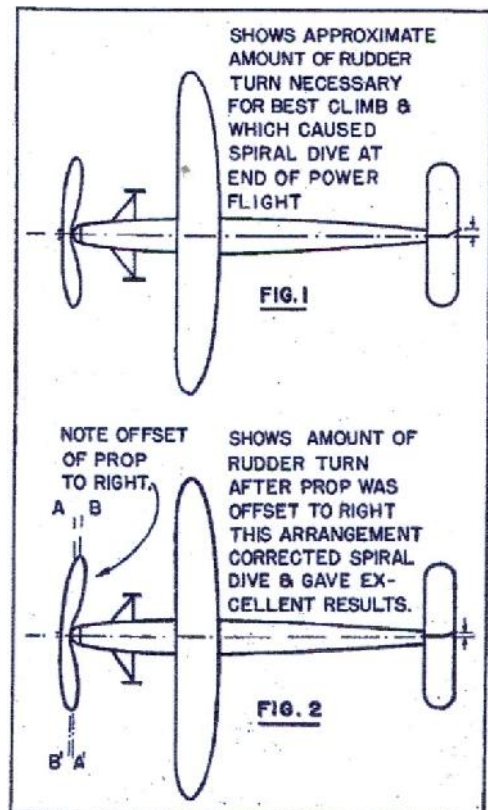 SHOWS APPROXIMATE
AMOUNT OF RUDDER
TURN NECESSARY
FOR BEST CLIMB &
WHICH CAUSED
SPIRAL DIVE AT
END OF POWER
FLIGHT
FIG. 1
NOTE OFFSET
OF PROP
TO RIGHT.
A B
SHOWS AMOUNT OF
RUDDER TURN
AFTER PROP WAS
OFFSET TO RIGHT
THIS ARRANGEMENT
CORRECTED SPIRAL
DIVE & GAVE EX-
CELLENT RESULTS.
FIG. 2
B' A'